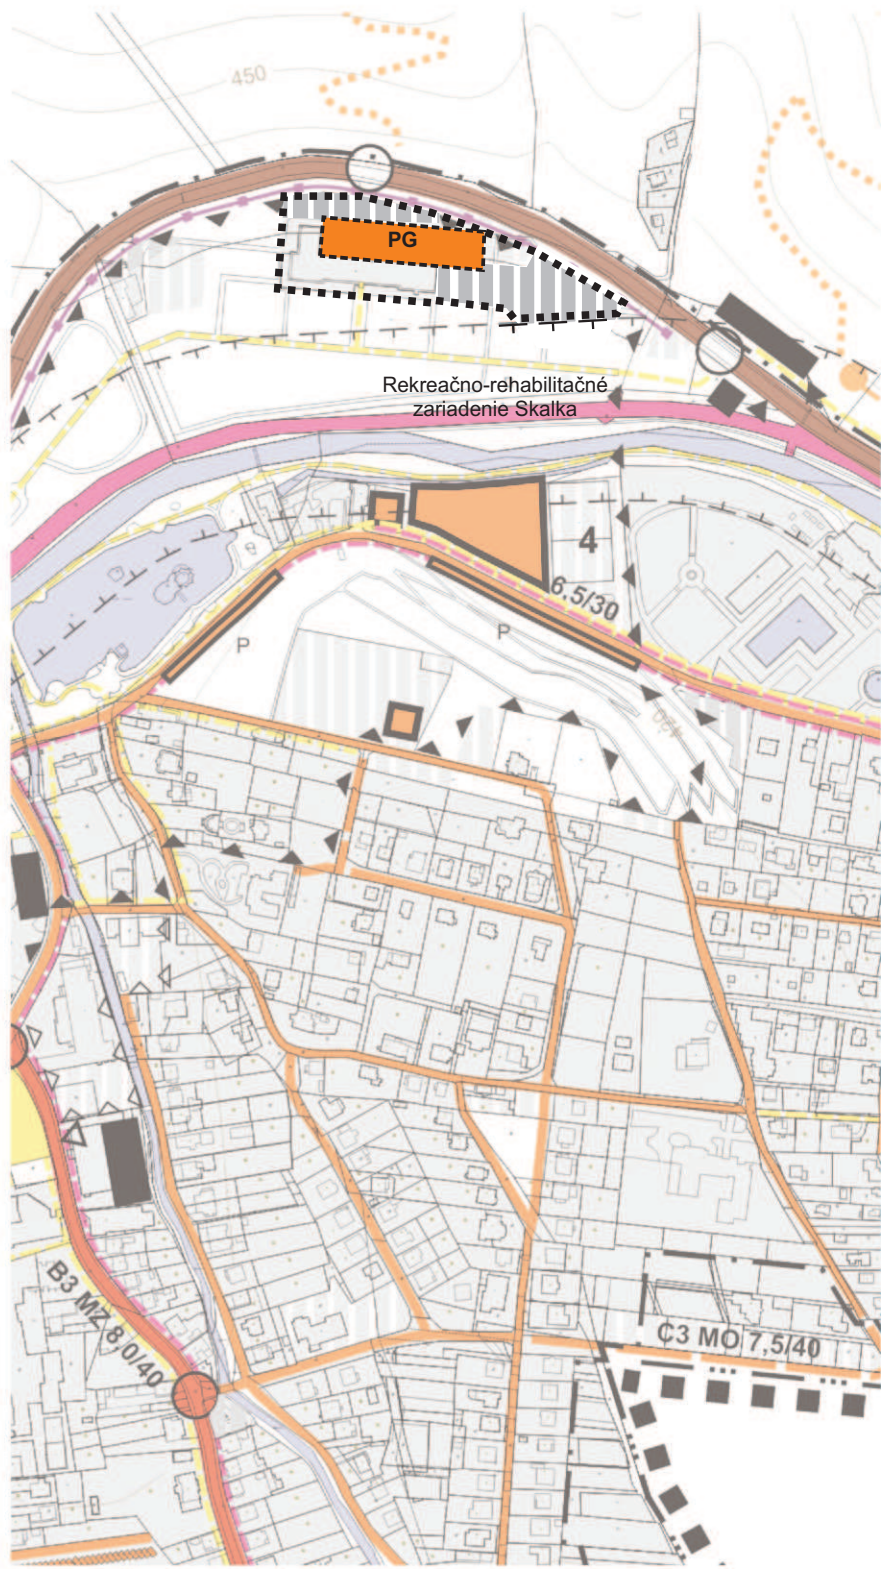 450
PG
Rekreačno-rehabilitačné
zariadenie Skalka
4
6,5/30
P
P
420
B3 MZ 8,0/40
C3 MO 7,5/40